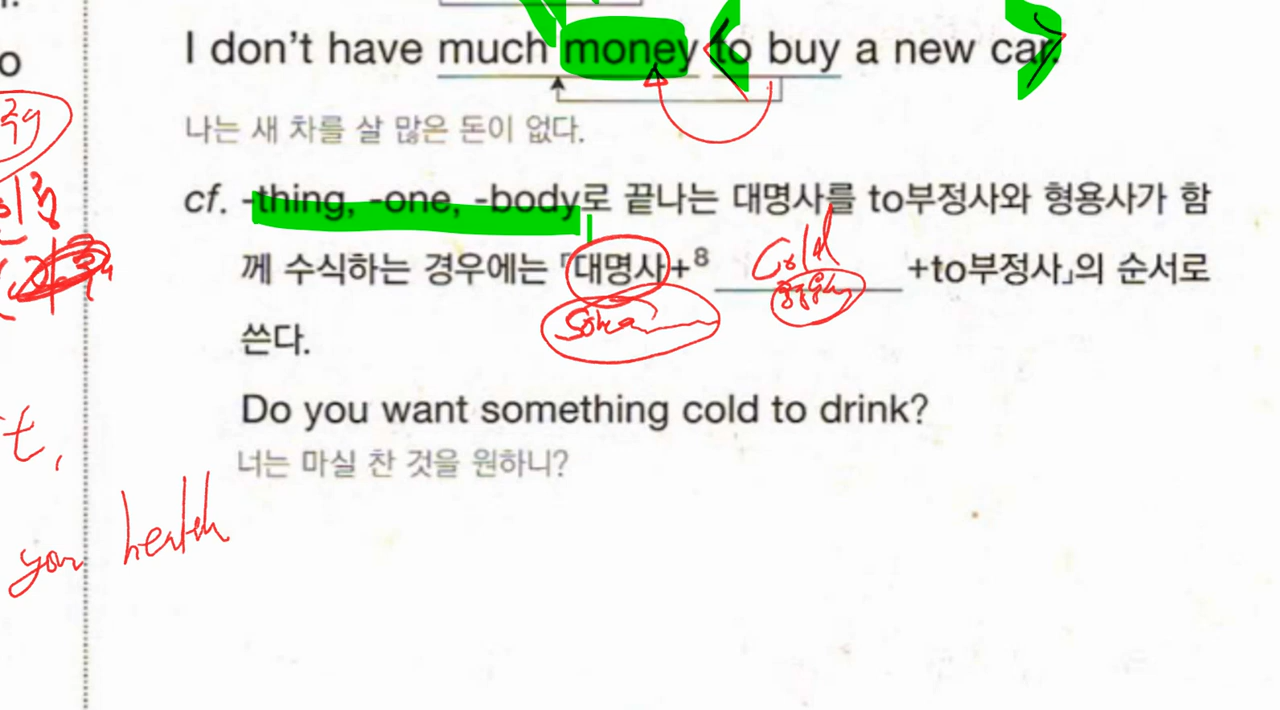 I don't have much money to buy a new car.
나는 새 차를 살 많은 돈이 없다.
cf. -thing, -one, -body로 끝나는 대명사를 to부정사와 형용사가 함
께 수식하는 경우에는 「대명사+⁸ Cold +to부정사」의 순서로
쓴다.
Do you want something cold to drink?
너는 마실 찬 것을 원하니?
t,
your health